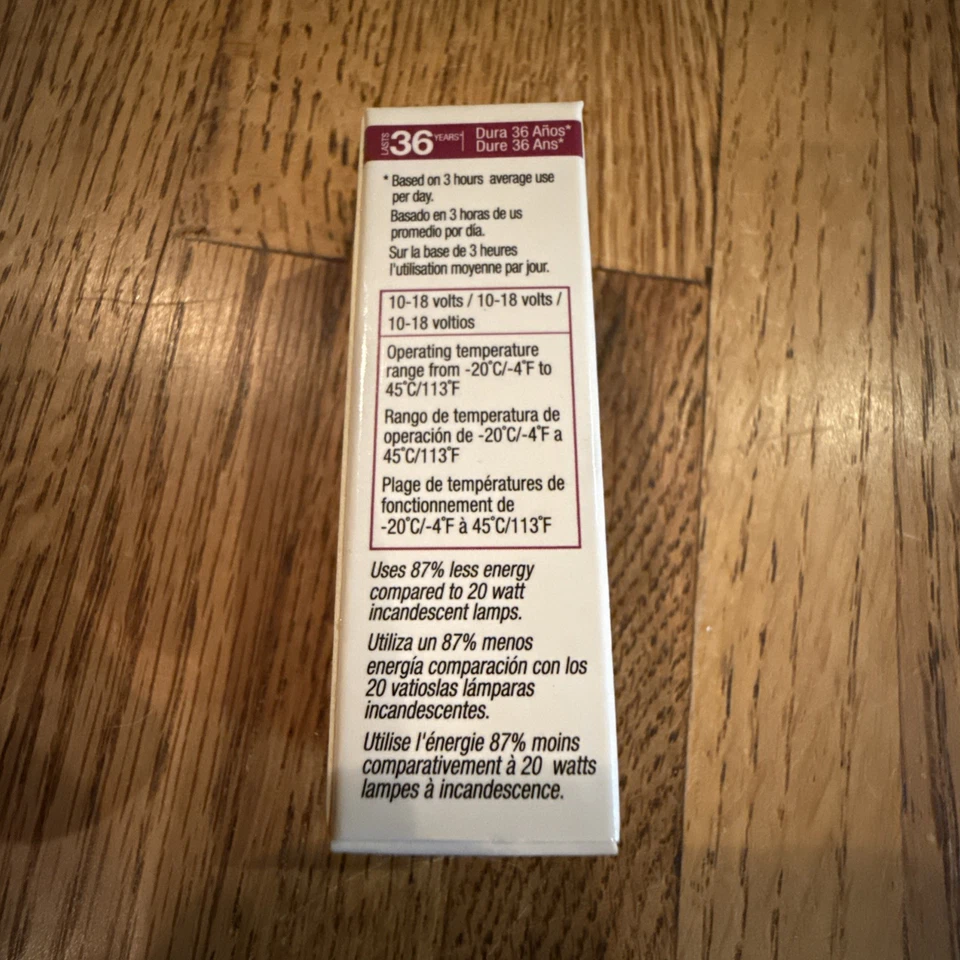 LASTS 36 YEARS* Dura 36 Años*
Dure 36 Ans*
* Based on 3 hours average use
per day.
Basado en 3 horas de us
promedio por día.
Sur la base de 3 heures
l'utilisation moyenne par jour.
10-18 volts / 10-18 volts /
10-18 voltios
Operating temperature
range from -20°C/-4°F to
45°C/113°F
Rango de temperatura de
operación de -20°C/-4°F a
45°C/113°F
Plage de températures de
fonctionnement de
-20°C/-4°F à 45°C/113°F
Uses 87% less energy
compared to 20 watt
incandescent lamps.
Utiliza un 87% menos
energía comparación con los
20 vatioslas lámparas
incandescentes.
Utilise l'énergie 87% moins
comparativement à 20 watts
lampes à incandescence.